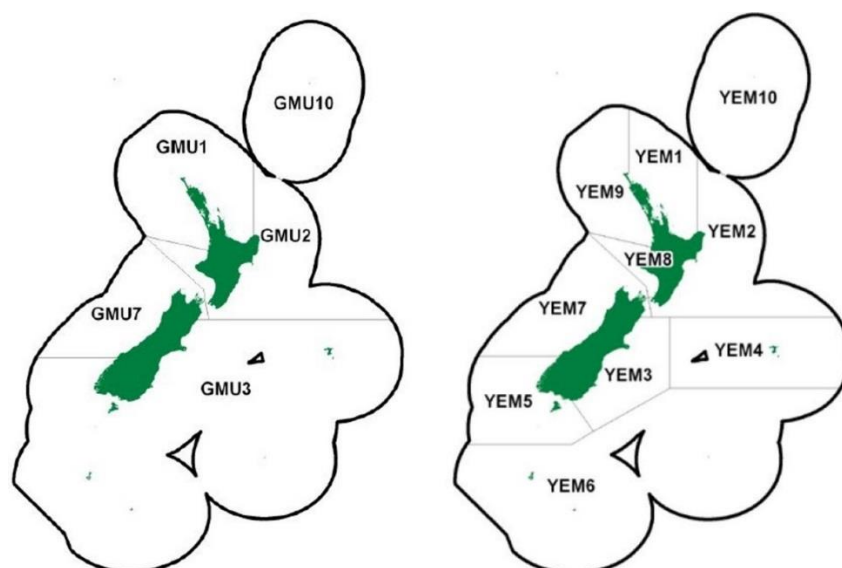 GMU10
GMU1
GMU2
GMU7
GMU3
YEM10
YEM1
YEM9
YEM2
YEM8
YEM7
YEM4
YEM3
YEM5
YEM6